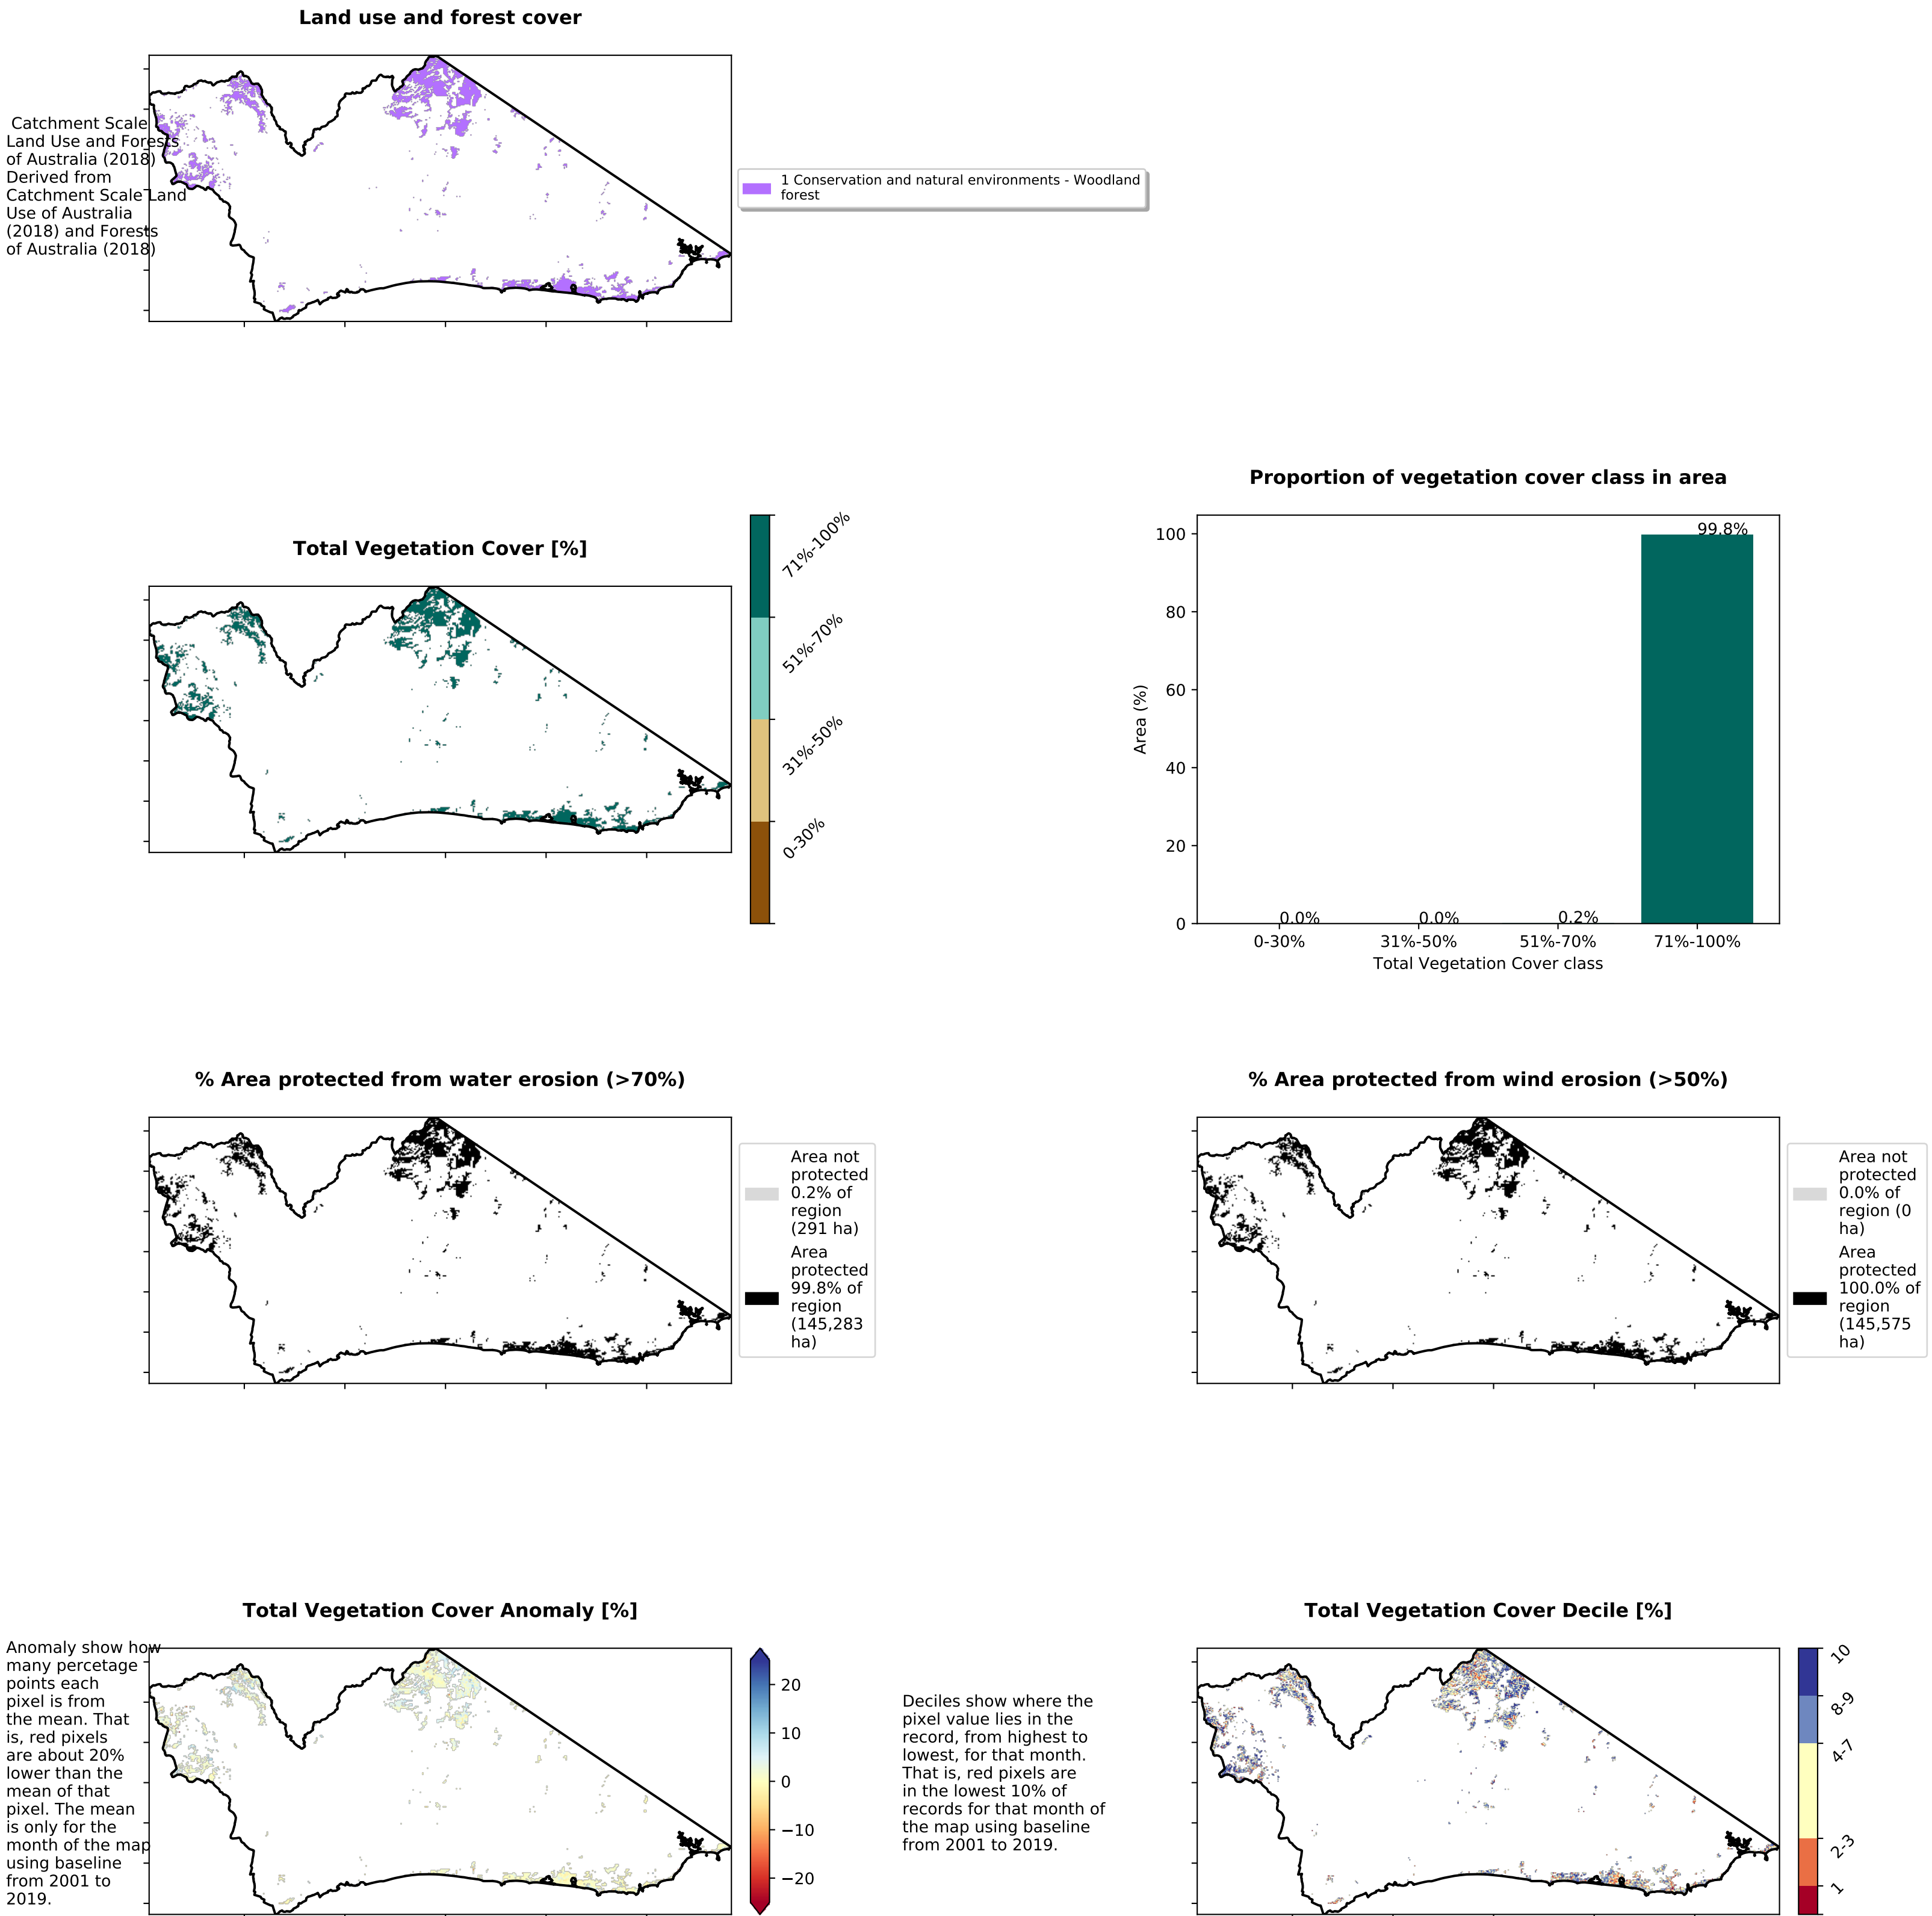 Land use and forest cover
Catchment Scale
Land Use and Forests
of Australia (2018)
Derived from
Catchment Scale Land
Use of Australia
(2018) and Forests
of Australia (2018)
1 Conservation and natural environments - Woodland
forest
Total Vegetation Cover [%]
71%-100%
51%-70%
31%-50%
0-30%
Proportion of vegetation cover class in area
Area (%)
100
80
60
40
20
0
0.0%
0.0%
0.2%
99.8%
0-30%
31%-50%
51%-70%
71%-100%
Total Vegetation Cover class
% Area protected from water erosion (>70%)
Area not
protected
0.2% of
region
(291 ha)
Area
protected
99.8% of
region
(145,283
ha)
% Area protected from wind erosion (>50%)
Area not
protected
0.0% of
region (0
ha)
Area
protected
100.0% of
region
(145,575
ha)
Total Vegetation Cover Anomaly [%]
Anomaly show how
many percetage
points each
pixel is from
the mean. That
is, red pixels
are about 20%
lower than the
mean of that
pixel. The mean
is only for the
month of the map
using baseline
from 2001 to
2019.
20
10
0
−10
−20
Total Vegetation Cover Decile [%]
Deciles show where the
pixel value lies in the
record, from highest to
lowest, for that month.
That is, red pixels are
in the lowest 10% of
records for that month of
the map using baseline
from 2001 to 2019.
10
8-9
4-7
2-3
1